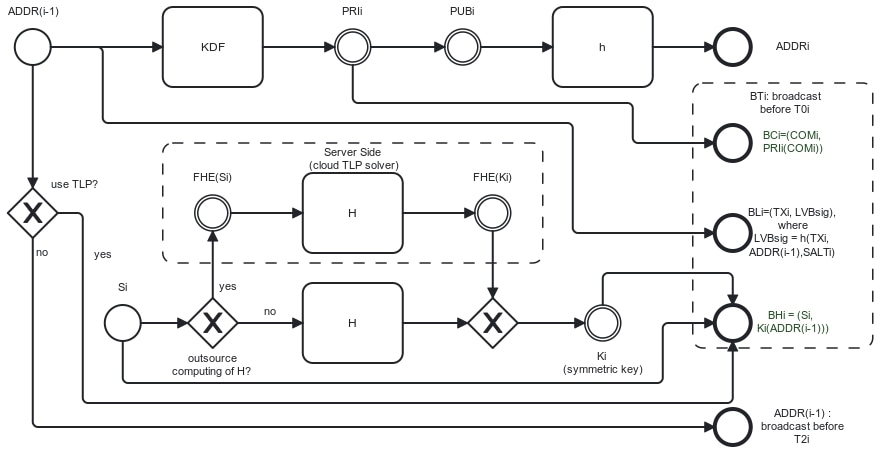 ADDR(i-1)
PRIi
PUBi
KDF
h
ADDRi
BTi: broadcast
before T0i
BCi=(COMi,
PRIi(COMi))
Server Side
(cloud TLP solver)
FHE(Si)
FHE(Ki)
H
use TLP?
BLi=(TXi, LVBsig),
where
LVBsig = h(TXi,
ADDR(i-1),SALTi)
no
yes
Si
yes
no
H
BHi = (Si,
Ki(ADDR(i-1)))
outsource
computing of H?
Ki
(symmetric key)
ADDR(i-1) :
broadcast before
T2i